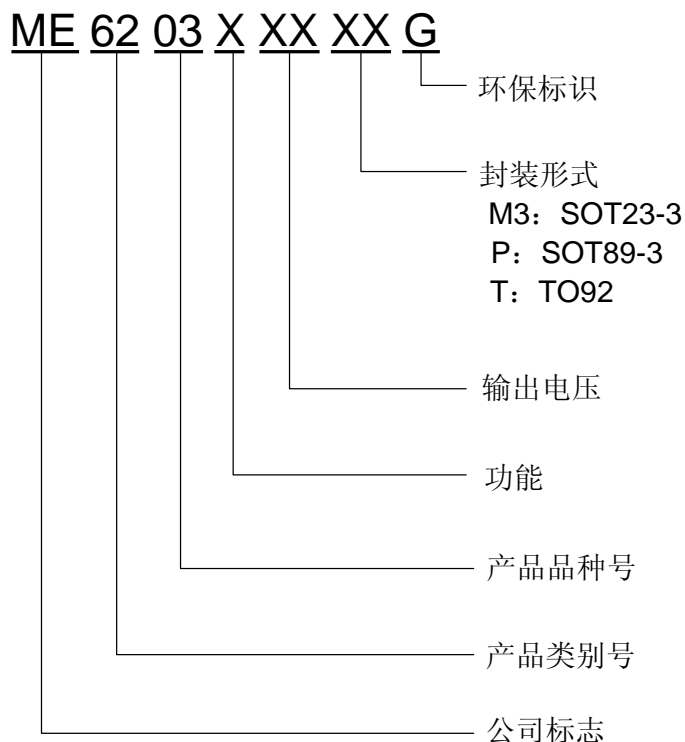 ME 62 03 X XX XX G
环保标识
封装形式
M3：SOT23-3
P：SOT89-3
T：TO92
输出电压
功能
产品品种号
产品类别号
公司标志